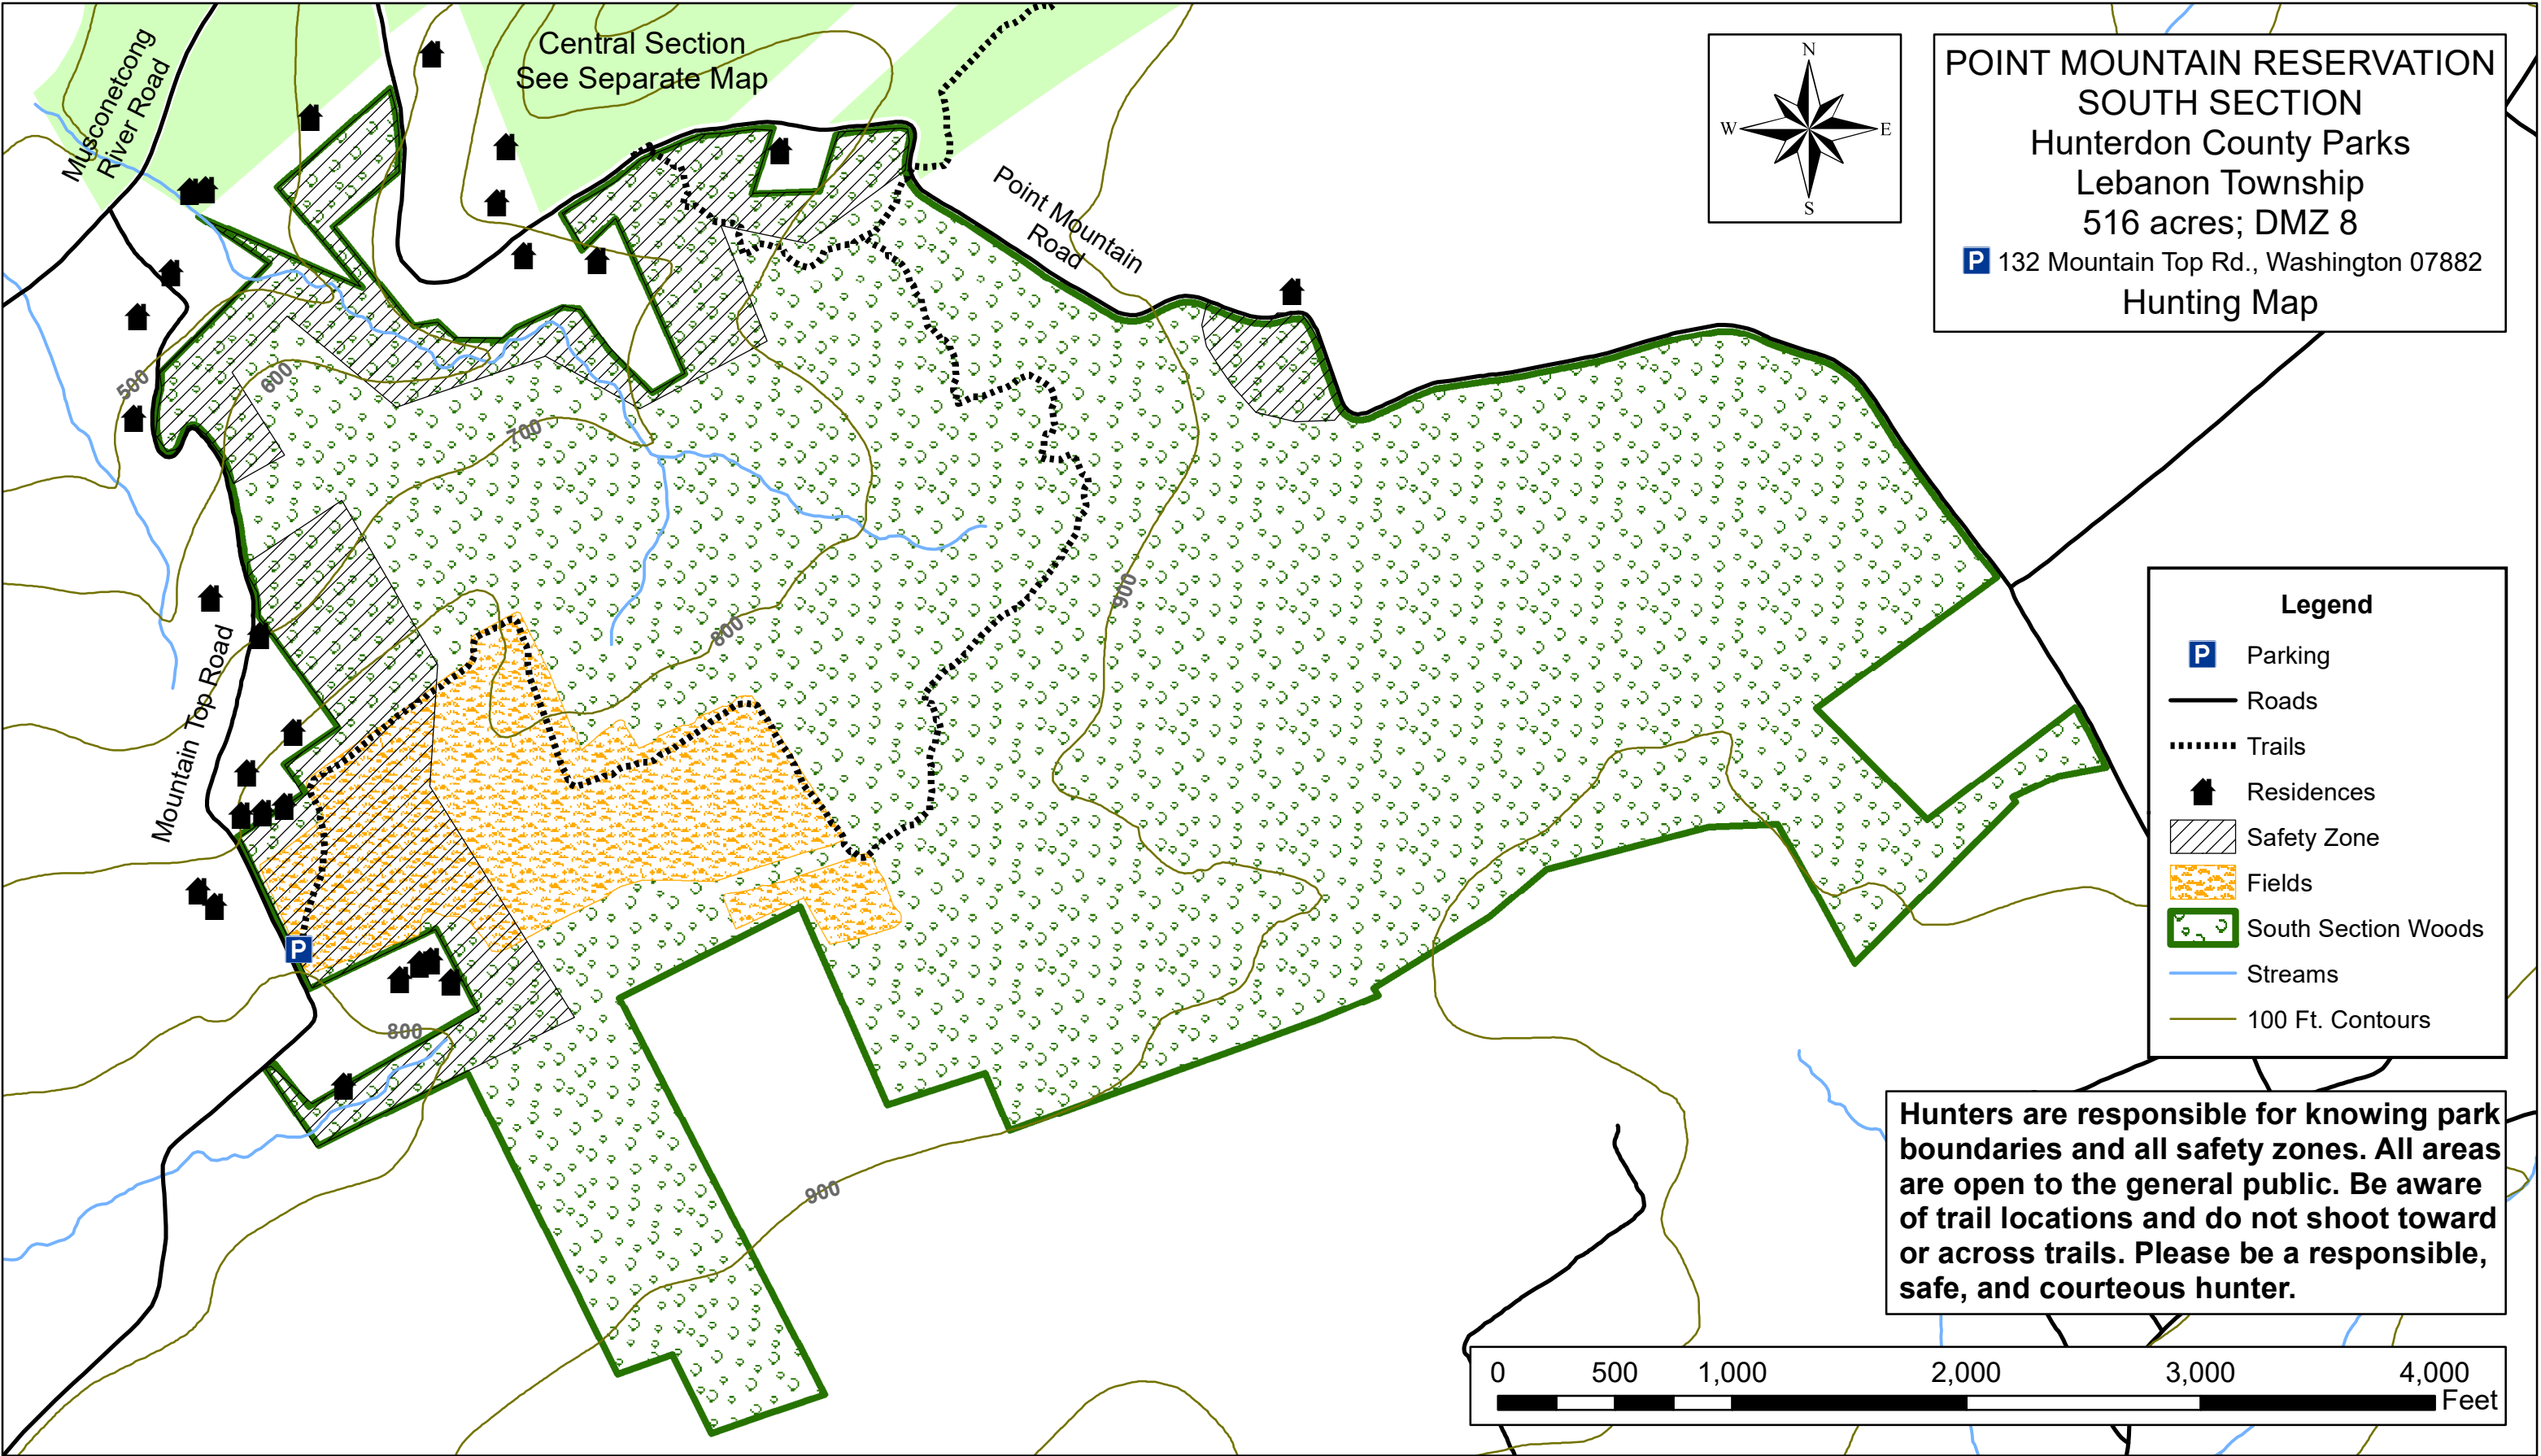 Musconetcong
River Road
Central Section
See Separate Map
N
W
E
S
POINT MOUNTAIN RESERVATION
SOUTH SECTION
Hunterdon County Parks
Lebanon Township
516 acres; DMZ 8
P 132 Mountain Top Rd., Washington 07882
Hunting Map
Point Mountain
Road
500
600
700
800
900
Mountain Top Road
P
800
900
Legend
P Parking
Roads
Trails
Residences
Safety Zone
Fields
South Section Woods
Streams
100 Ft. Contours
Hunters are responsible for knowing park
boundaries and all safety zones. All areas
are open to the general public. Be aware
of trail locations and do not shoot toward
or across trails. Please be a responsible,
safe, and courteous hunter.
0 500 1,000 2,000 3,000 4,000
Feet